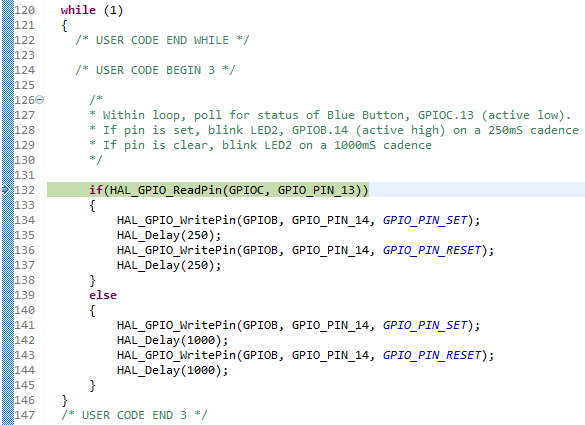 120 while (1)
121 {
122 /* USER CODE END WHILE */
123
124 /* USER CODE BEGIN 3 */
125
126 /*
127 * Within loop, poll for status of Blue Button, GPIOC.13 (active low).
128 * If pin is set, blink LED2, GPIOB.14 (active high) on a 250mS cadence
129 * If pin is clear, blink LED2 on a 1000mS cadence
130 */
131
132 if(HAL_GPIO_ReadPin(GPIOC, GPIO_PIN_13))
133 {
134 HAL_GPIO_WritePin(GPIOB, GPIO_PIN_14, GPIO_PIN_SET);
135 HAL_Delay(250);
136 HAL_GPIO_WritePin(GPIOB, GPIO_PIN_14, GPIO_PIN_RESET);
137 HAL_Delay(250);
138 }
139 else
140 {
141 HAL_GPIO_WritePin(GPIOB, GPIO_PIN_14, GPIO_PIN_SET);
142 HAL_Delay(1000);
143 HAL_GPIO_WritePin(GPIOB, GPIO_PIN_14, GPIO_PIN_RESET);
144 HAL_Delay(1000);
145 }
146 }
147 /* USER CODE END 3 */